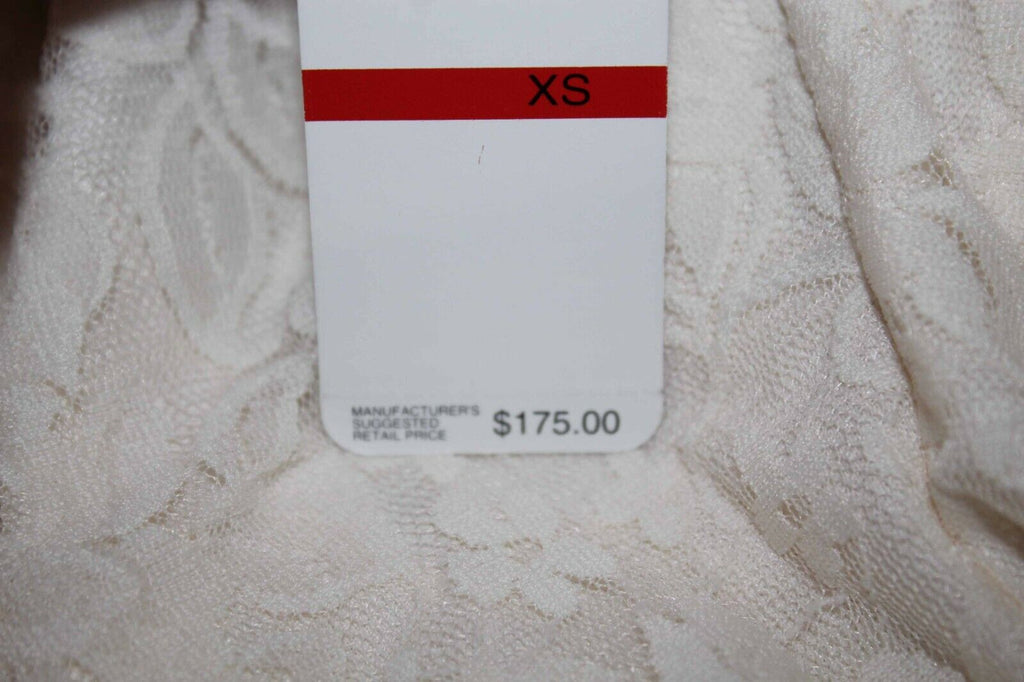 XS
MANUFACTURER'S
SUGGESTED
RETAIL PRICE
$175.00